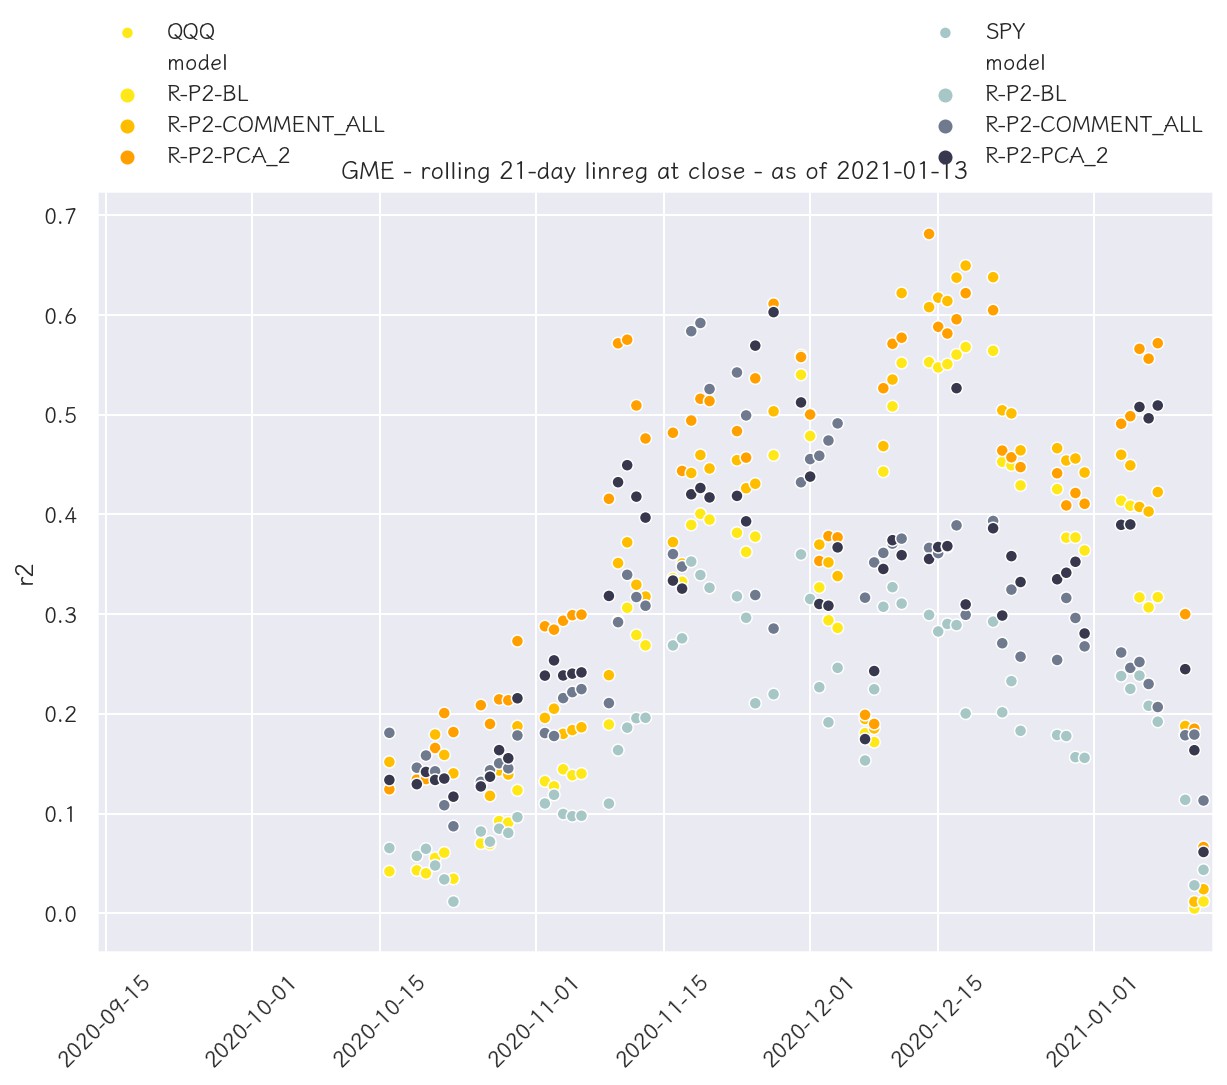 QQQ
model
R-P2-BL
R-P2-COMMENT_ALL
R-P2-PCA_2
SPY
model
R-P2-BL
R-P2-COMMENT_ALL
R-P2-PCA_2
GME - rolling 21-day linreg at close - as of 2021-01-13
0.7
0.6
0.5
0.4
0.3
0.2
0.1
0.0
r2
2020-09-15
2020-10-01
2020-10-15
2020-11-01
2020-11-15
2020-12-01
2020-12-15
2021-01-01